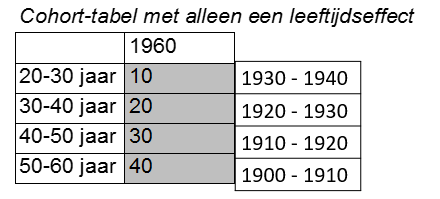 Cohort-tabel met alleen een leeftijdseffect
1960
20-30 jaar 10 1930 - 1940
30-40 jaar 20 1920 - 1930
40-50 jaar 30 1910 - 1920
50-60 jaar 40 1900 - 1910